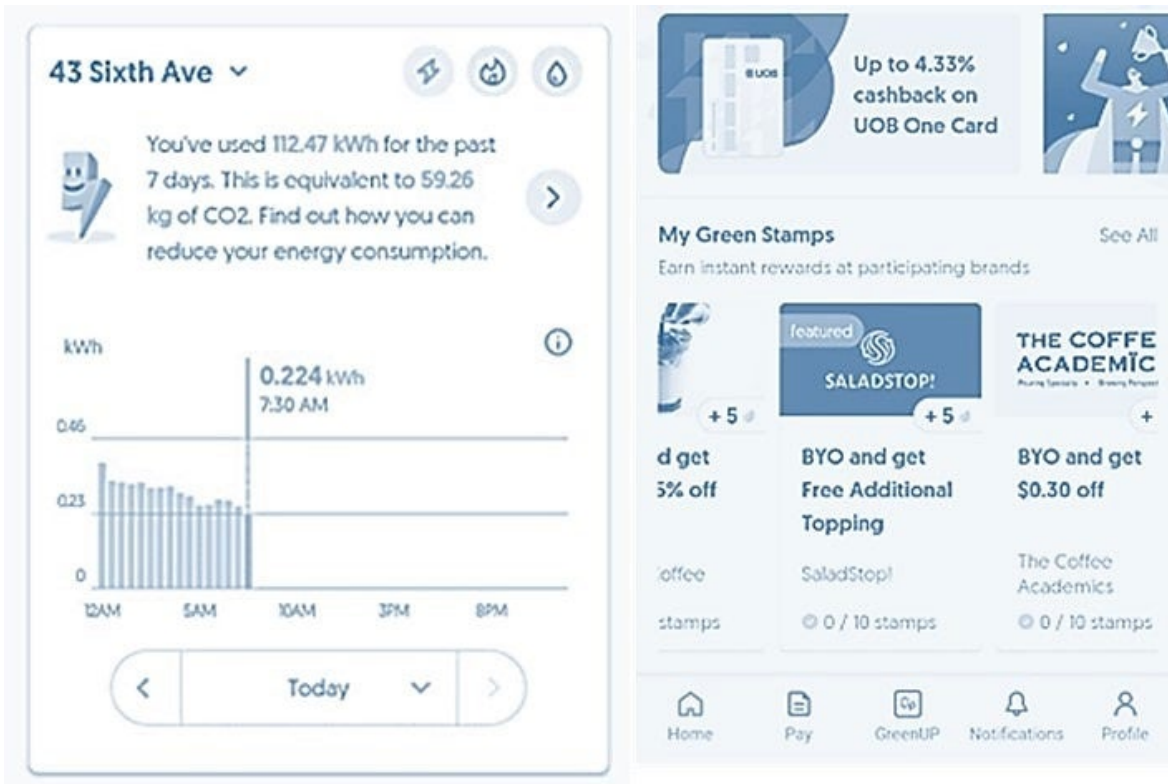 43 Sixth Ave
You've used 112.47 kWh for the past
7 days. This is equivalent to 59.26
kg of CO2. Find out how you can
reduce your energy consumption.
kWh
0.224 kWh
7:30 AM
0.46
0.23
0
12AM
5AM
10AM
3PM
8PM
Today
UOB
Up to 4.33%
cashback on
UOB One Card
My Green Stamps
See All
Earn instant rewards at participating brands
+ 5
d get
5% off
offee
stamps
featured
SALADSTOP!
+ 5
BYO and get
Free Additional
Topping
SaladStop!
0 / 10 stamps
THE COFFE
ACADEMÏC
+
BYO and get
$0.30 off
The Coffee
Academics
0 / 10 stamps
Home
Pay
GreenUP
Notifications
Profile